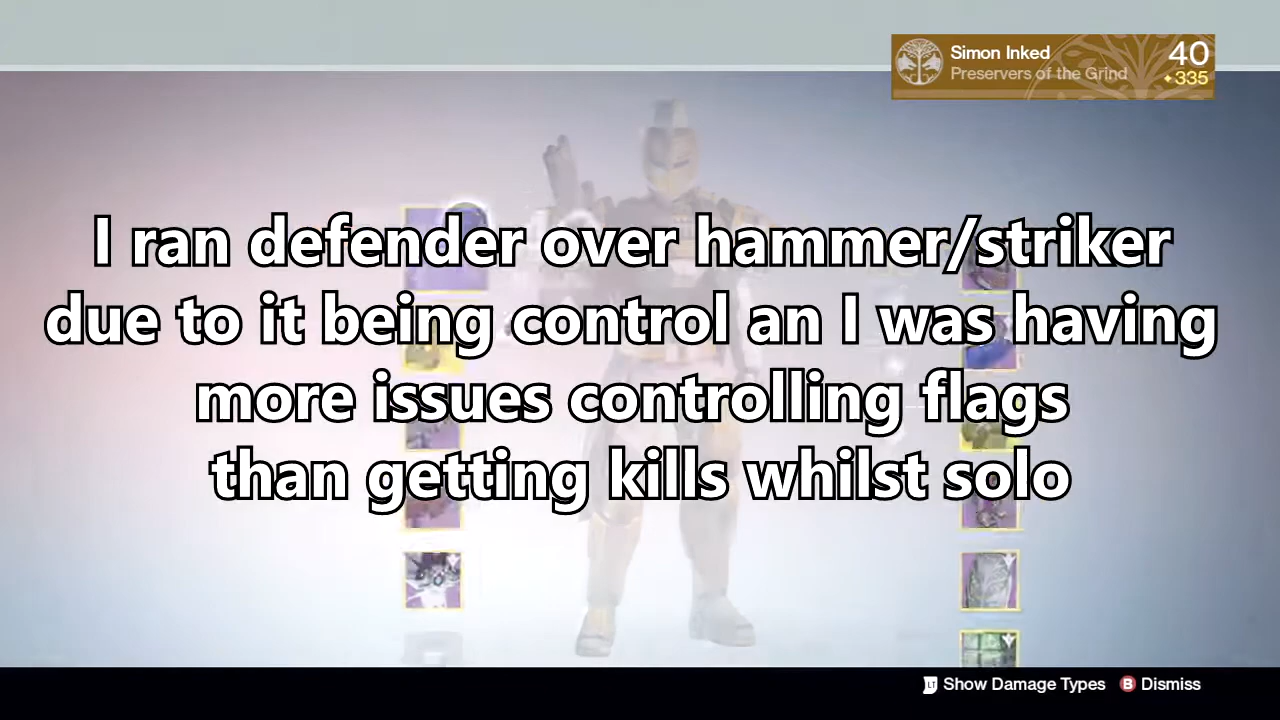 Simon Inked
40
Preservers of the Grind
335
I ran defender over hammer/striker
due to it being control an I was having
more issues controlling flags
than getting kills whilst solo
LT Show Damage Types B Dismiss